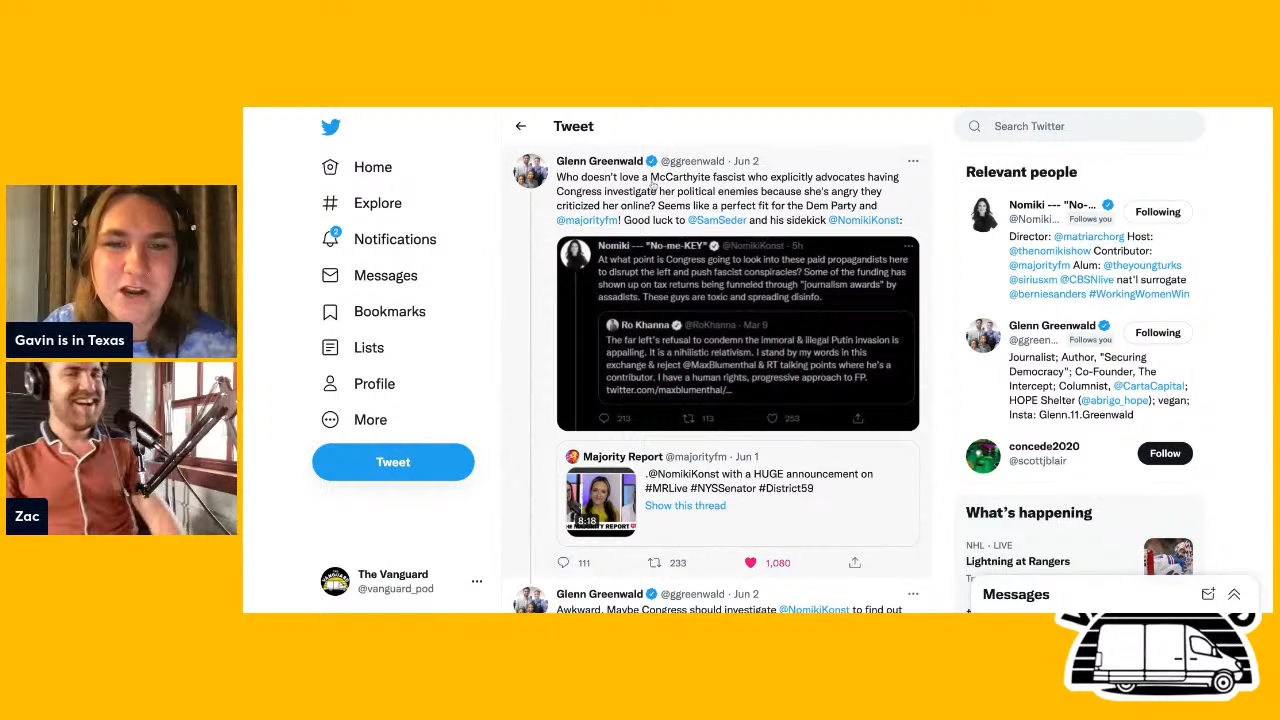 Gavin is in Texas
Zac
Home
Explore
2
Notifications
Messages
Bookmarks
Lists
Profile
More
Tweet
The Vanguard
@vanguard_pod
Tweet
Glenn Greenwald @ggreenwald · Jun 2
Who doesn't love a McCarthyite fascist who explicitly advocates having
Congress investigate her political enemies because she's angry they
criticized her online? Seems like a perfect fit for the Dem Party and
@majorityfm! Good luck to @SamSeder and his sidekick @NomikiKonst:
Nomiki --- "No-me-KEY" @NomikiKonst · 5h
At what point is Congress going to look into these paid propagandists here
to disrupt the left and push fascist conspiracies? Some of the funding has
shown up on tax returns being funneled through "journalism awards" by
assadists. These guys are toxic and spreading disinfo.
Ro Khanna @RoKhanna · Mar 9
The far left's refusal to condemn the immoral & illegal Putin invasion is
appalling. It is a nihilistic relativism. I stand by my words in this
exchange & reject @MaxBlumenthal & RT talking points where he's a
contributor. I have a human rights, progressive approach to FP.
twitter.com/maxblumenthal/...
213 113 253
Majority Report @majorityfm · Jun 1
.@NomikiKonst with a HUGE announcement on
#MRLive #NYSSenator #District59
Show this thread
8:18
MAJORITY REPORT
111 233 1,080
Glenn Greenwald @ggreenwald · Jun 2
Awkward. Maybe Congress should investigate @NomikiKonst to find out
Search Twitter
Relevant people
Nomiki --- "No-...
@Nomiki... Follows you
Following
Director: @matriarchorg Host:
@thenomikishow Contributor:
@majorityfm Alum: @theyoungturks
@siriusxm @CBSNlive nat'l surrogate
@berniesanders #WorkingWomenWin
Glenn Greenwald
@ggreen... Follows you
Following
Journalist; Author, "Securing
Democracy"; Co-Founder, The
Intercept; Columnist, @CartaCapital;
HOPE Shelter (@abrigo_hope); vegan;
Insta: Glenn.11.Greenwald
concede2020
@scottjblair
Follow
What's happening
NHL · LIVE
Lightning at Rangers
Messages